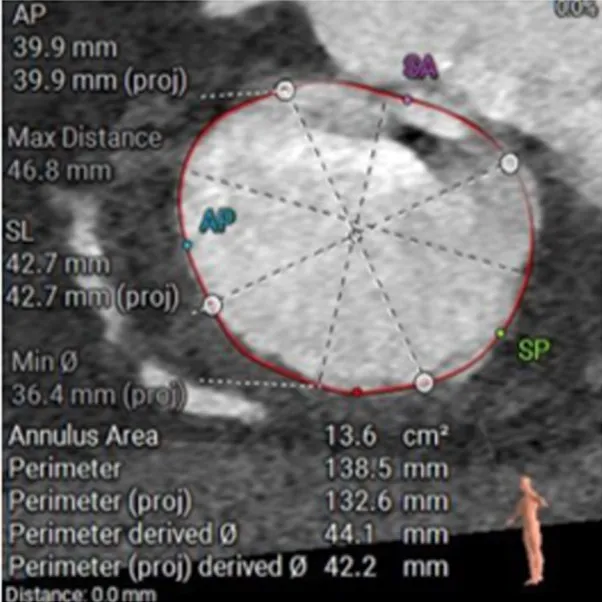 0.0%
AP
39.9 mm
39.9 mm (proj)
SA
Max Distance
46.8 mm
AP
SL
42.7 mm
42.7 mm (proj)
SP
Min Ø
36.4 mm (proj)
Annulus Area 13.6 cm²
Perimeter 138.5 mm
Perimeter (proj) 132.6 mm
Perimeter derived Ø 44.1 mm
Perimeter (proj) derived Ø 42.2 mm
Distance: 0.0 mm